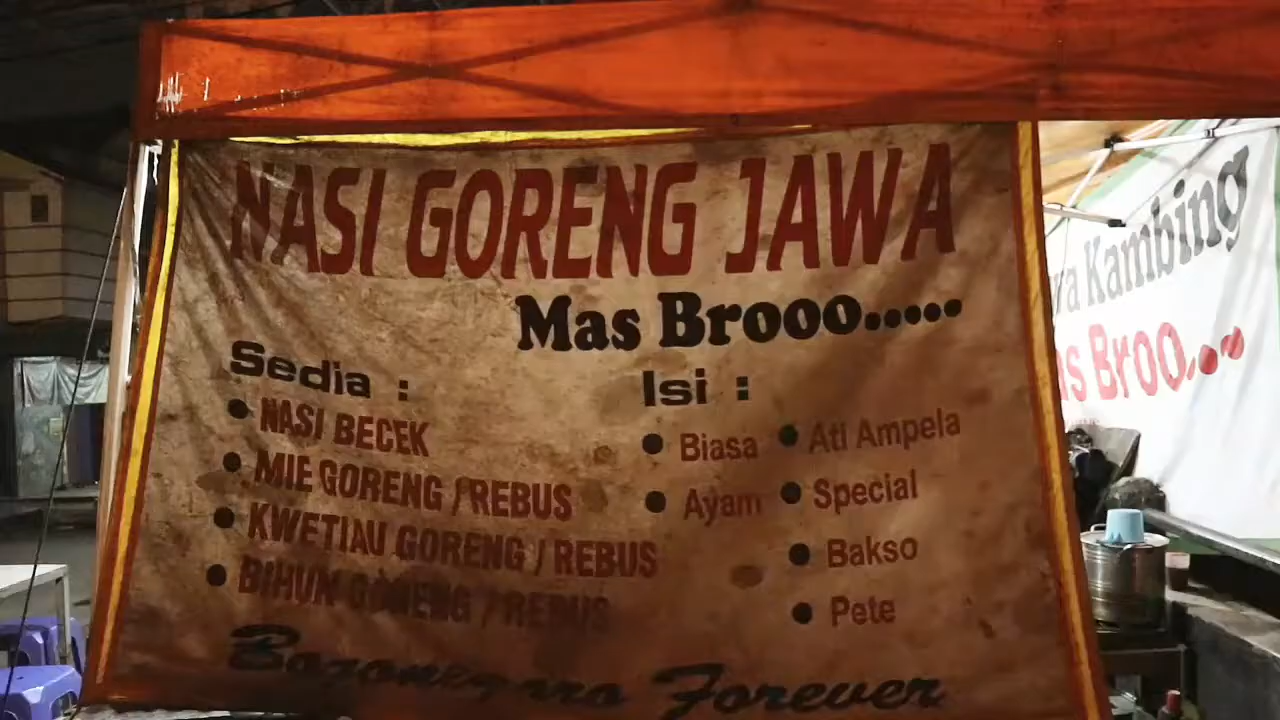 NASI GORENG JAWA
Mas Brooo.....
Sedia :
NASI BECEK
MIE GORENG / REBUS
KWETIAU GORENG / REBUS
BIHUN GORENG / REBUS
Isi :
Biasa
Ayam
Ati Ampela
Special
Bakso
Pete
Forever
Kambing
Broo...